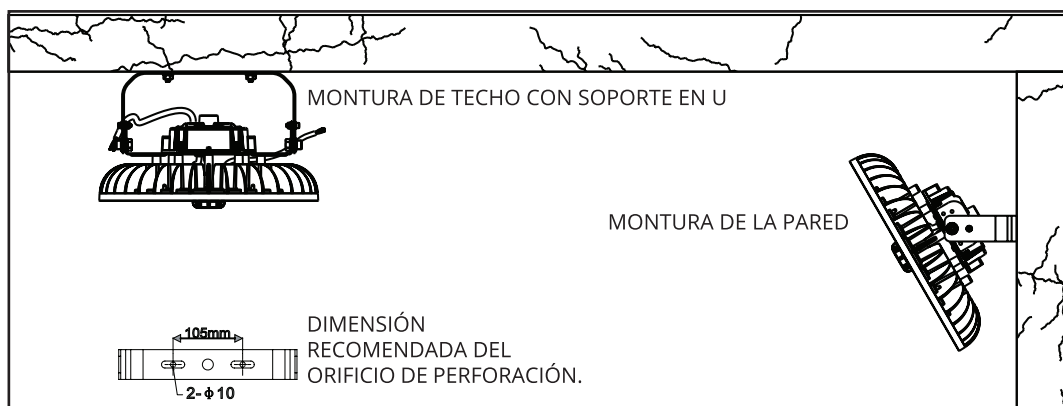 MONTURA DE TECHO CON SOPORTE EN U
MONTURA DE LA PARED
105mm
2-ϕ10
DIMENSIÓN
RECOMENDADA DEL
ORIFICIO DE PERFORACIÓN.